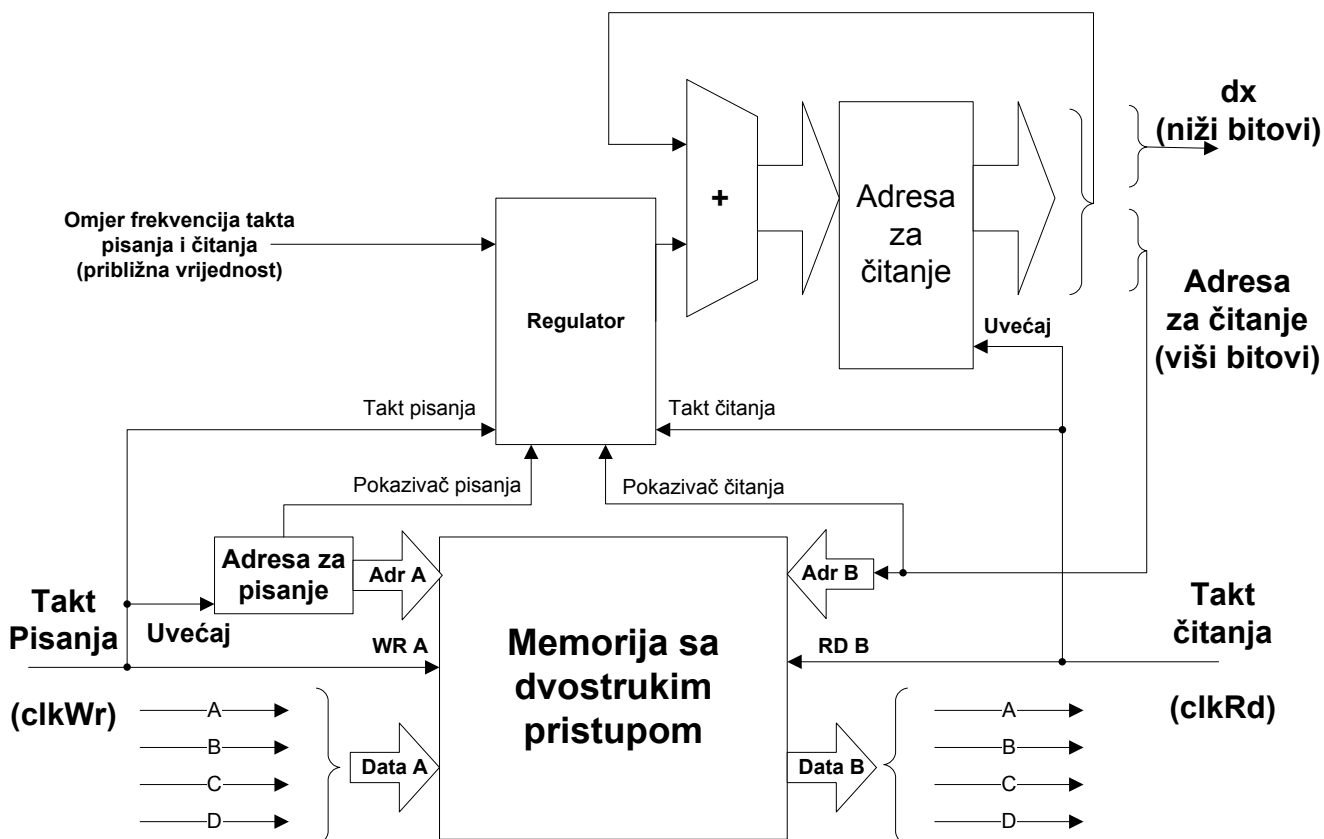 dx
(niži bitovi)
Omjer frekvencija takta
pisanja i čitanja
(približna vrijednost)
+
Adresa
za
čitanje
Regulator
Adresa
za čitanje
(viši bitovi)
Uvećaj
Takt pisanja
Takt čitanja
Pokazivač pisanja
Pokazivač čitanja
Adresa za
pisanje
Adr A
Adr B
Takt
Pisanja
Uvećaj
Takt
čitanja
WR A
RD B
Memorija sa
dvostrukim
pristupom
(clkWr)
(clkRd)
A
B
C
D
Data A
Data B
A
B
C
D